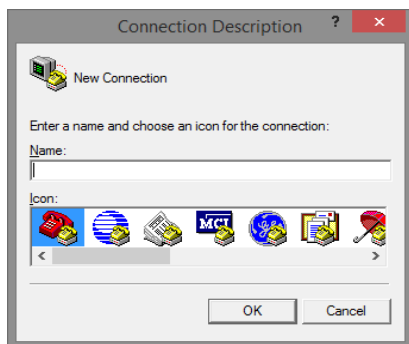 Connection Description ?
New Connection
Enter a name and choose an icon for the connection:
Name:
Icon:
MCI
OK Cancel